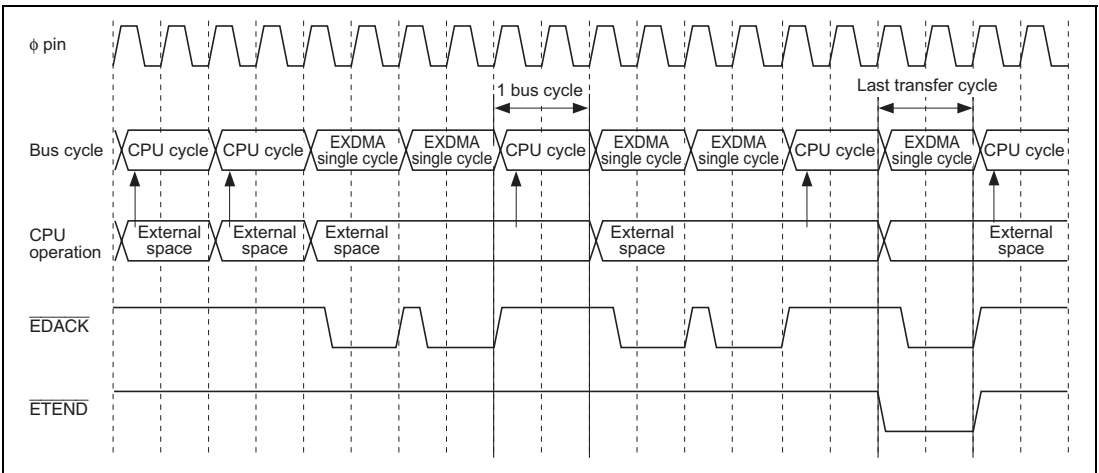 φ pin
1 bus cycle
Last transfer cycle
Bus cycle
CPU cycle
CPU cycle
EXDMA
single cycle
EXDMA
single cycle
CPU cycle
EXDMA
single cycle
EXDMA
single cycle
CPU cycle
EXDMA
single cycle
CPU cycle
CPU
operation
External
space
External
space
External
space
External
space
External
space
EDACK
ETEND